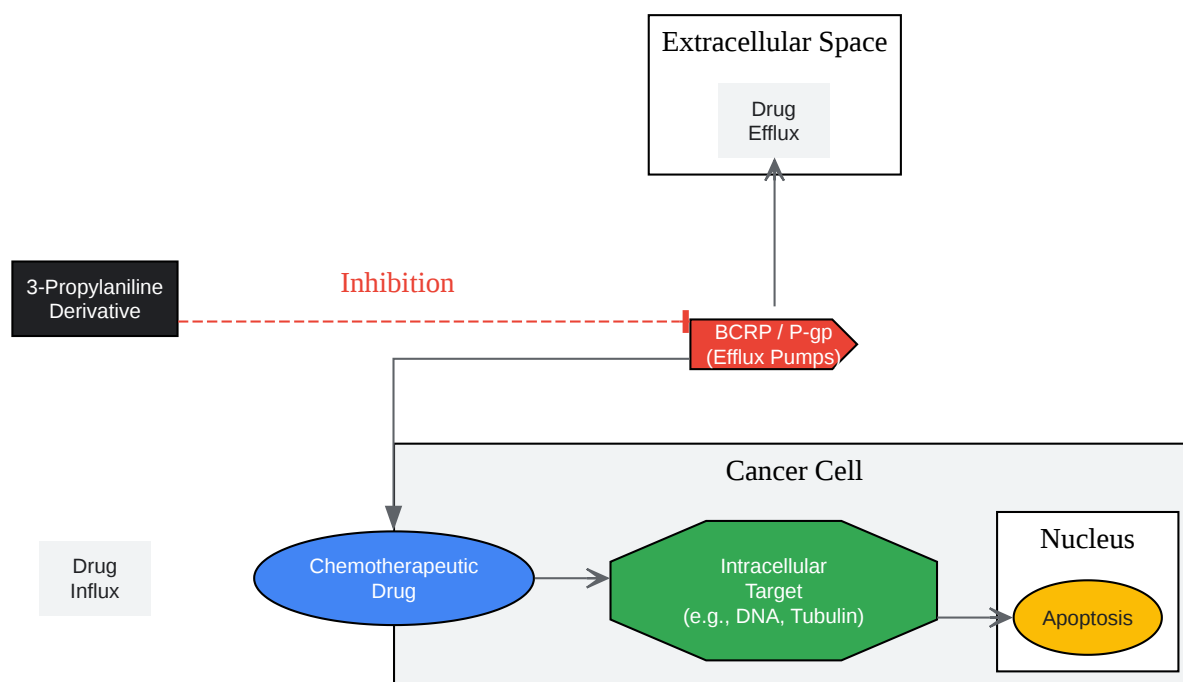 Extracellular Space
Drug
Efflux
3-Propylaniline
Derivative
Inhibition
BCRP / P-gp
(Efflux Pumps)
Cancer Cell
Drug
Influx
Chemotherapeutic
Drug
Intracellular
Target
(e.g., DNA, Tubulin)
Nucleus
Apoptosis